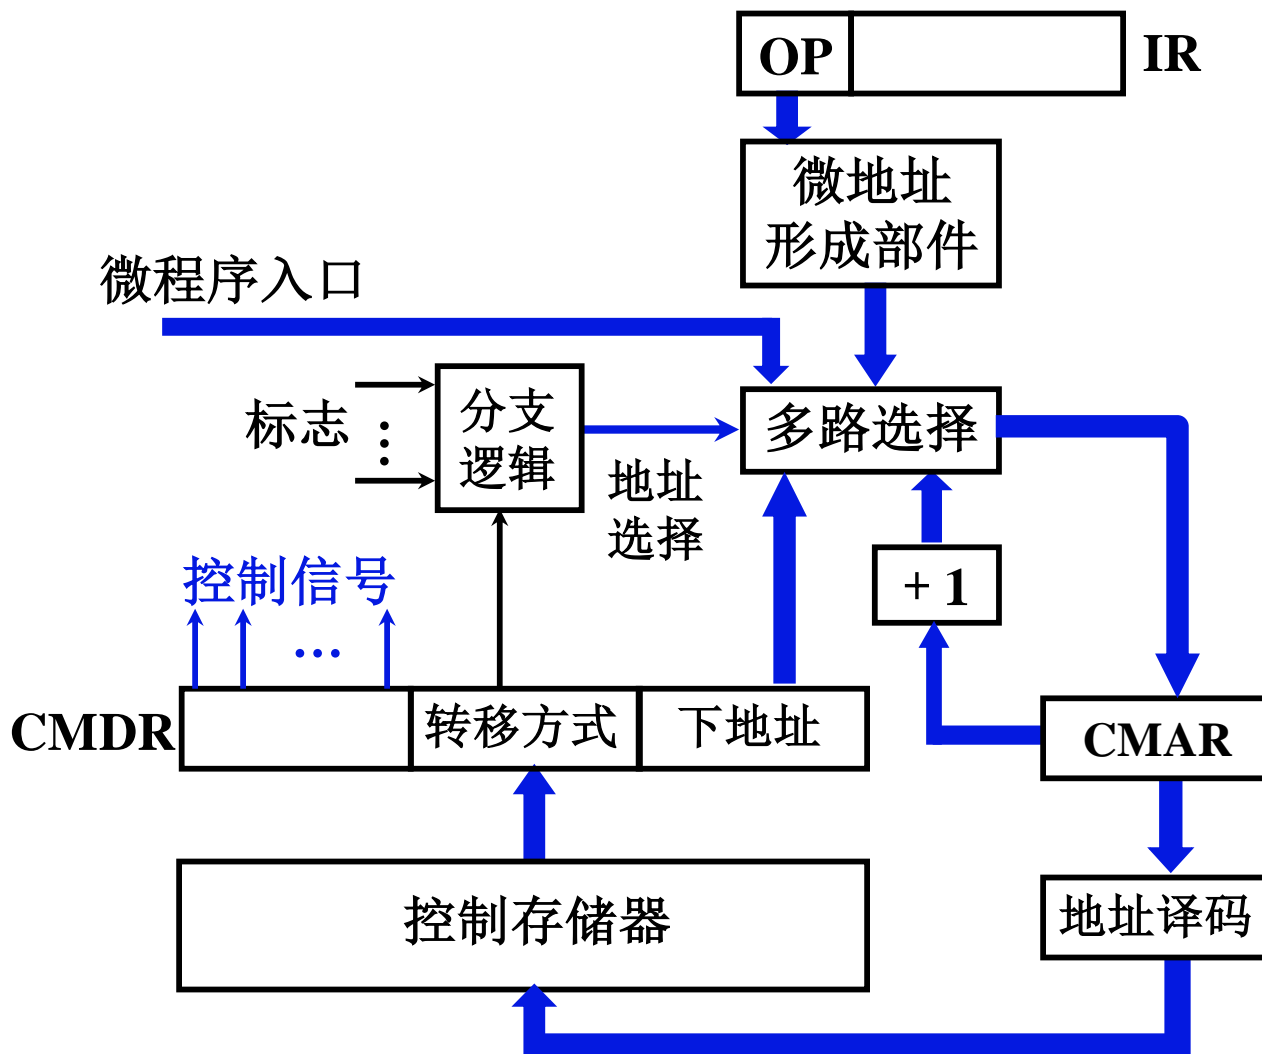 OP
IR
微地址
形成部件
微程序入口
标志
⋮
分支
逻辑
多路选择
地址
选择
控制信号
…
+ 1
CMDR
转移方式
下地址
CMAR
控制存储器
地址译码